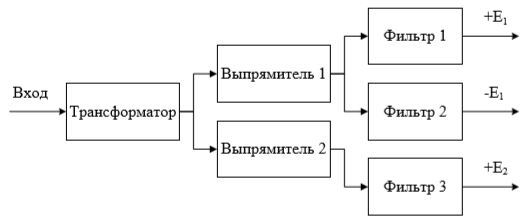 Вход
Трансформатор
Выпрямитель 1
Выпрямитель 2
Фильтр 1
Фильтр 2
Фильтр 3
+E₁
-E₁
+E₂